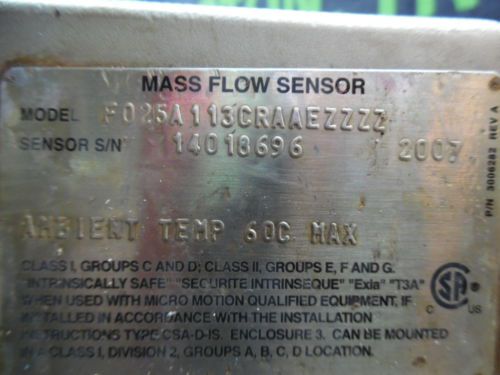 MASS FLOW SENSOR
MODEL F025A113CRAAEZZZZ
SENSOR S/N 14018696 2007
AMBIENT TEMP 60C MAX
CLASS I, GROUPS C AND D; CLASS II, GROUPS E, F AND G.
"INTRINSICALLY SAFE" "SECURITE INTRINSEQUE" "Exia" "T3A"
WHEN USED WITH MICRO MOTION QUALIFIED EQUIPMENT, IF
INSTALLED IN ACCORDANCE WITH THE INSTALLATION
INSTRUCTIONS TYPE CSA-D-IS. ENCLOSURE 3. CAN BE MOUNTED
IN A CLASS I, DIVISION 2, GROUPS A, B, C, D LOCATION.
C SA US
P/N 3006282 REV A